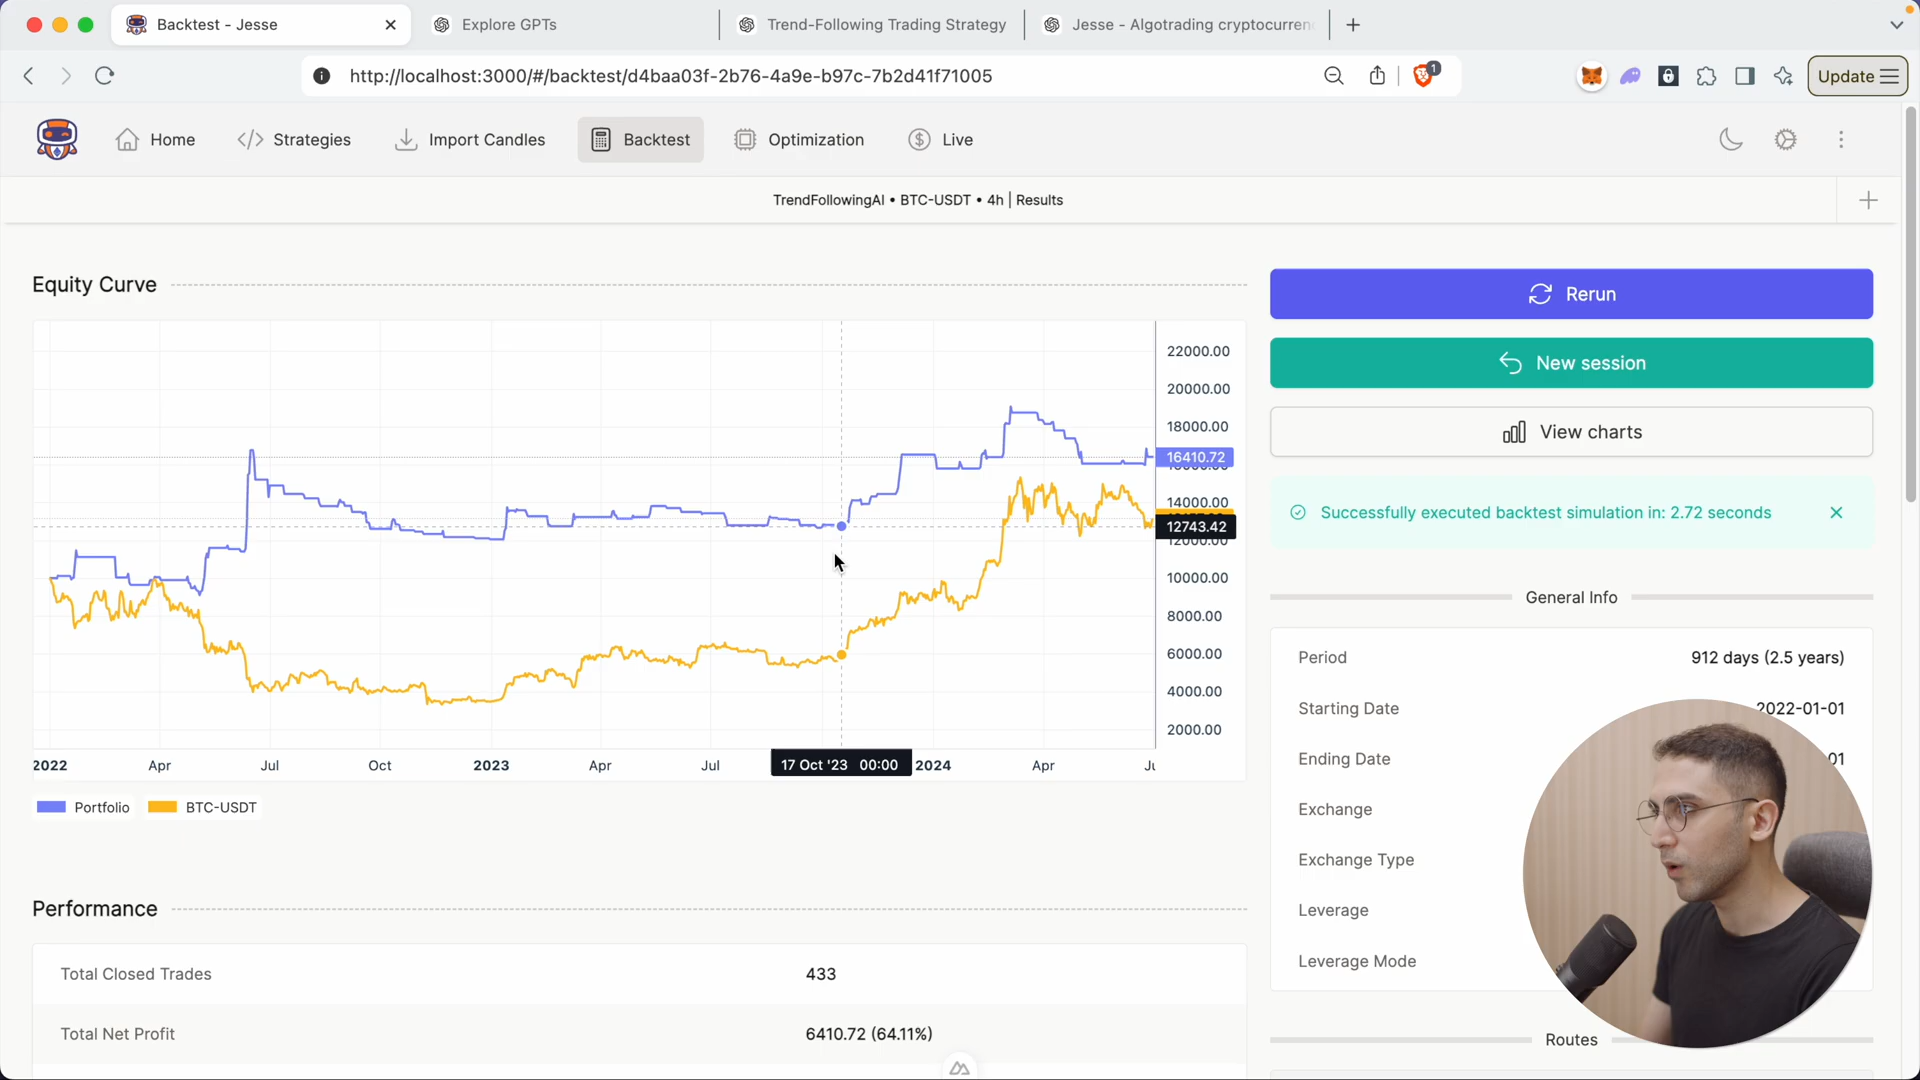 Backtest - Jesse
Explore GPTs
Trend-Following Trading Strategy
Jesse - Algotrading cryptocurren
http://localhost:3000/#/backtest/d4baa03f-2b76-4a9e-b97c-7b2d41f71005
1
Update
Home
Strategies
Import Candles
Backtest
Optimization
Live
TrendFollowingAI • BTC-USDT • 4h | Results
Equity Curve
22000.00
20000.00
18000.00
16410.72
14000.00
12743.42
12000.00
10000.00
8000.00
6000.00
4000.00
2000.00
2022
Apr
Jul
Oct
2023
Apr
Jul
17 Oct '23 00:00
2024
Apr
Portfolio
BTC-USDT
Rerun
New session
View charts
Successfully executed backtest simulation in: 2.72 seconds
General Info
Period 912 days (2.5 years)
Starting Date 2022-01-01
Ending Date 01
Exchange
Exchange Type
Leverage
Leverage Mode
Routes
Performance
Total Closed Trades 433
Total Net Profit 6410.72 (64.11%)